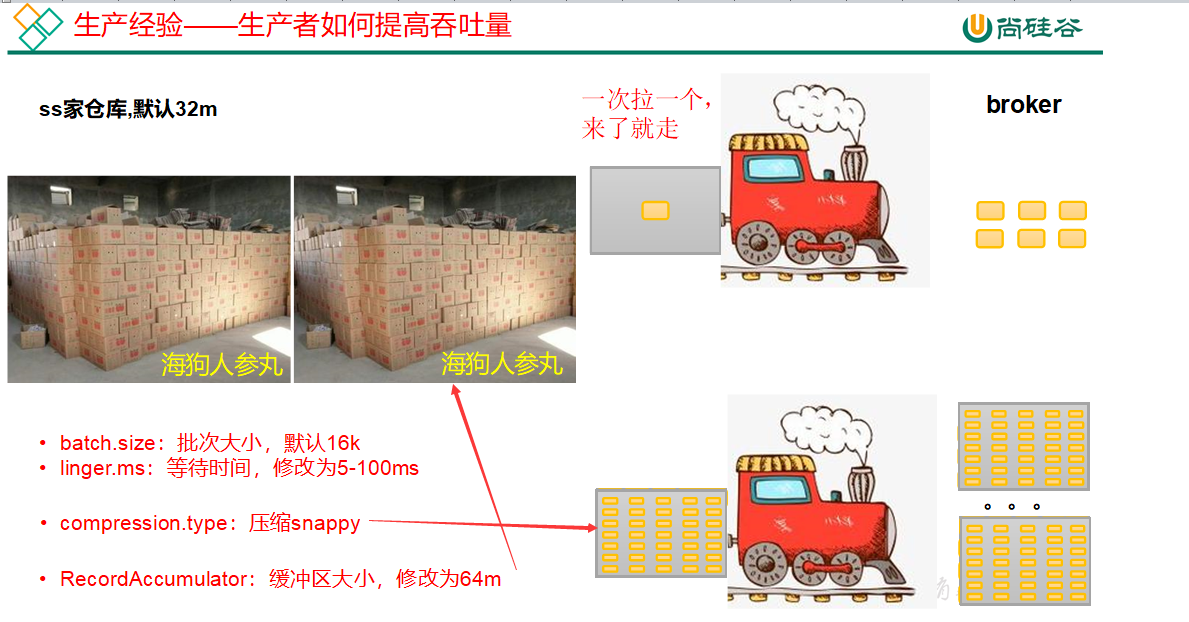 生产经验——生产者如何提高吞吐量
尚硅谷
ss家仓库,默认32m
一次拉一个,
来了就走
broker
海狗人参丸
海狗人参丸
• batch.size：批次大小，默认16k
• linger.ms：等待时间，修改为5-100ms
• compression.type：压缩snappy
• RecordAccumulator：缓冲区大小，修改为64m
。。。